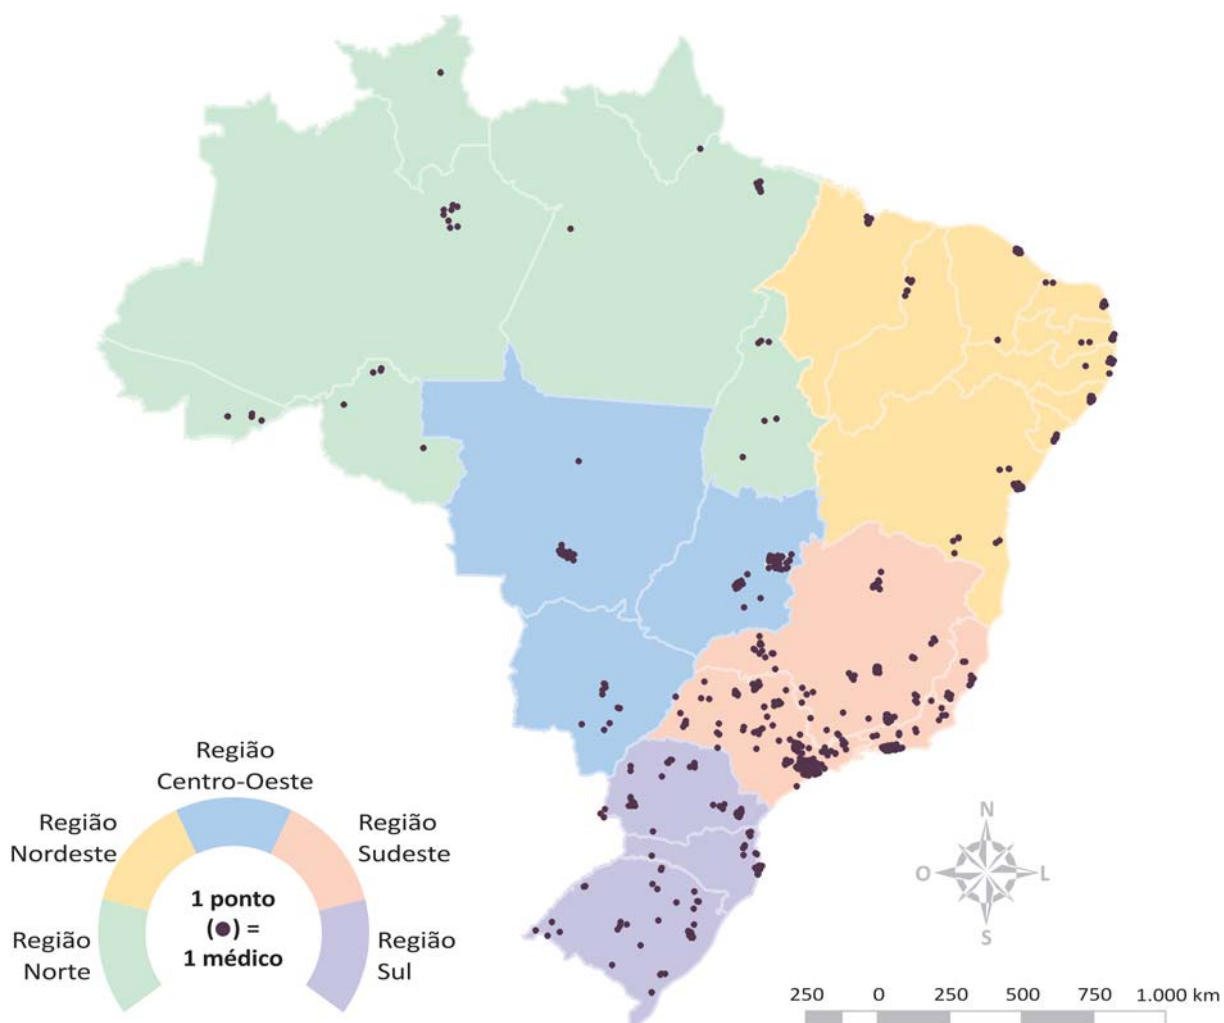 Região
Centro-Oeste
Região
Nordeste
Região
Sudeste
1 ponto
(●) =
1 médico
Região
Norte
Região
Sul
N
O
L
S
250 0 250 500 750 1.000 km